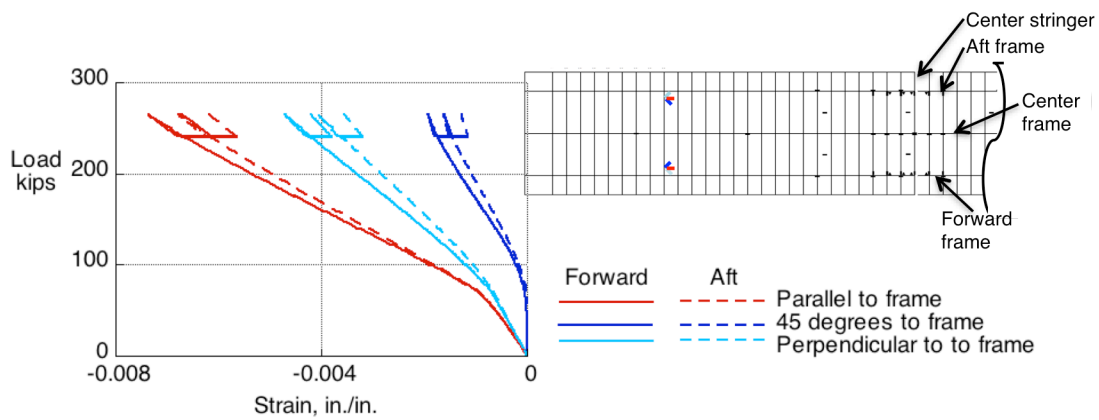 Center stringer
Aft frame
Center
frame
Forward
frame
300
200
100
0
Load
kips
-0.008
-0.004
0
Strain, in./in.
Forward Aft
Parallel to frame
45 degrees to frame
Perpendicular to to frame